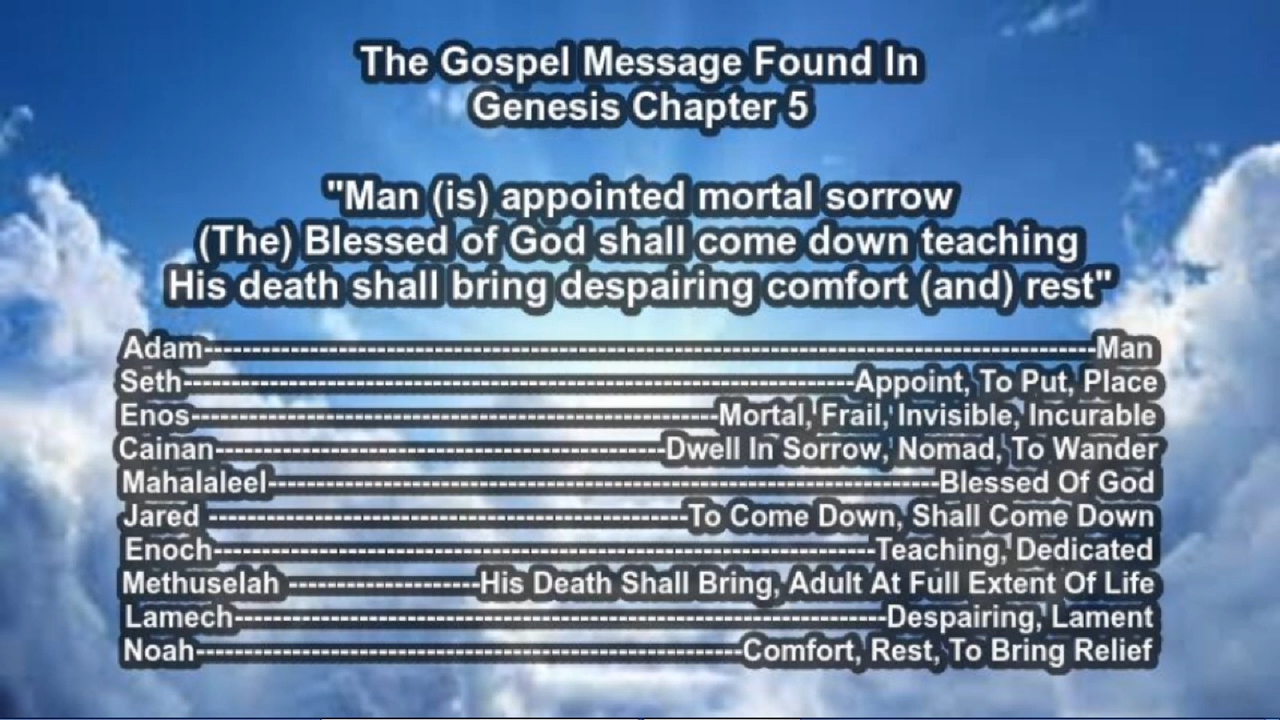 The Gospel Message Found In
Genesis Chapter 5
"Man (is) appointed mortal sorrow
(The) Blessed of God shall come down teaching
His death shall bring despairing comfort (and) rest"
Adam--------------------Man
Seth--------------------Appoint, To Put, Place
Enos--------------------Mortal, Frail, Invisible, Incurable
Cainan--------------------Dwell In Sorrow, Nomad, To Wander
Mahalaleel--------------------Blessed Of God
Jared --------------------To Come Down, Shall Come Down
Enoch--------------------Teaching, Dedicated
Methuselah --------------------His Death Shall Bring, Adult At Full Extent Of Life
Lamech--------------------Despairing, Lament
Noah--------------------Comfort, Rest, To Bring Relief